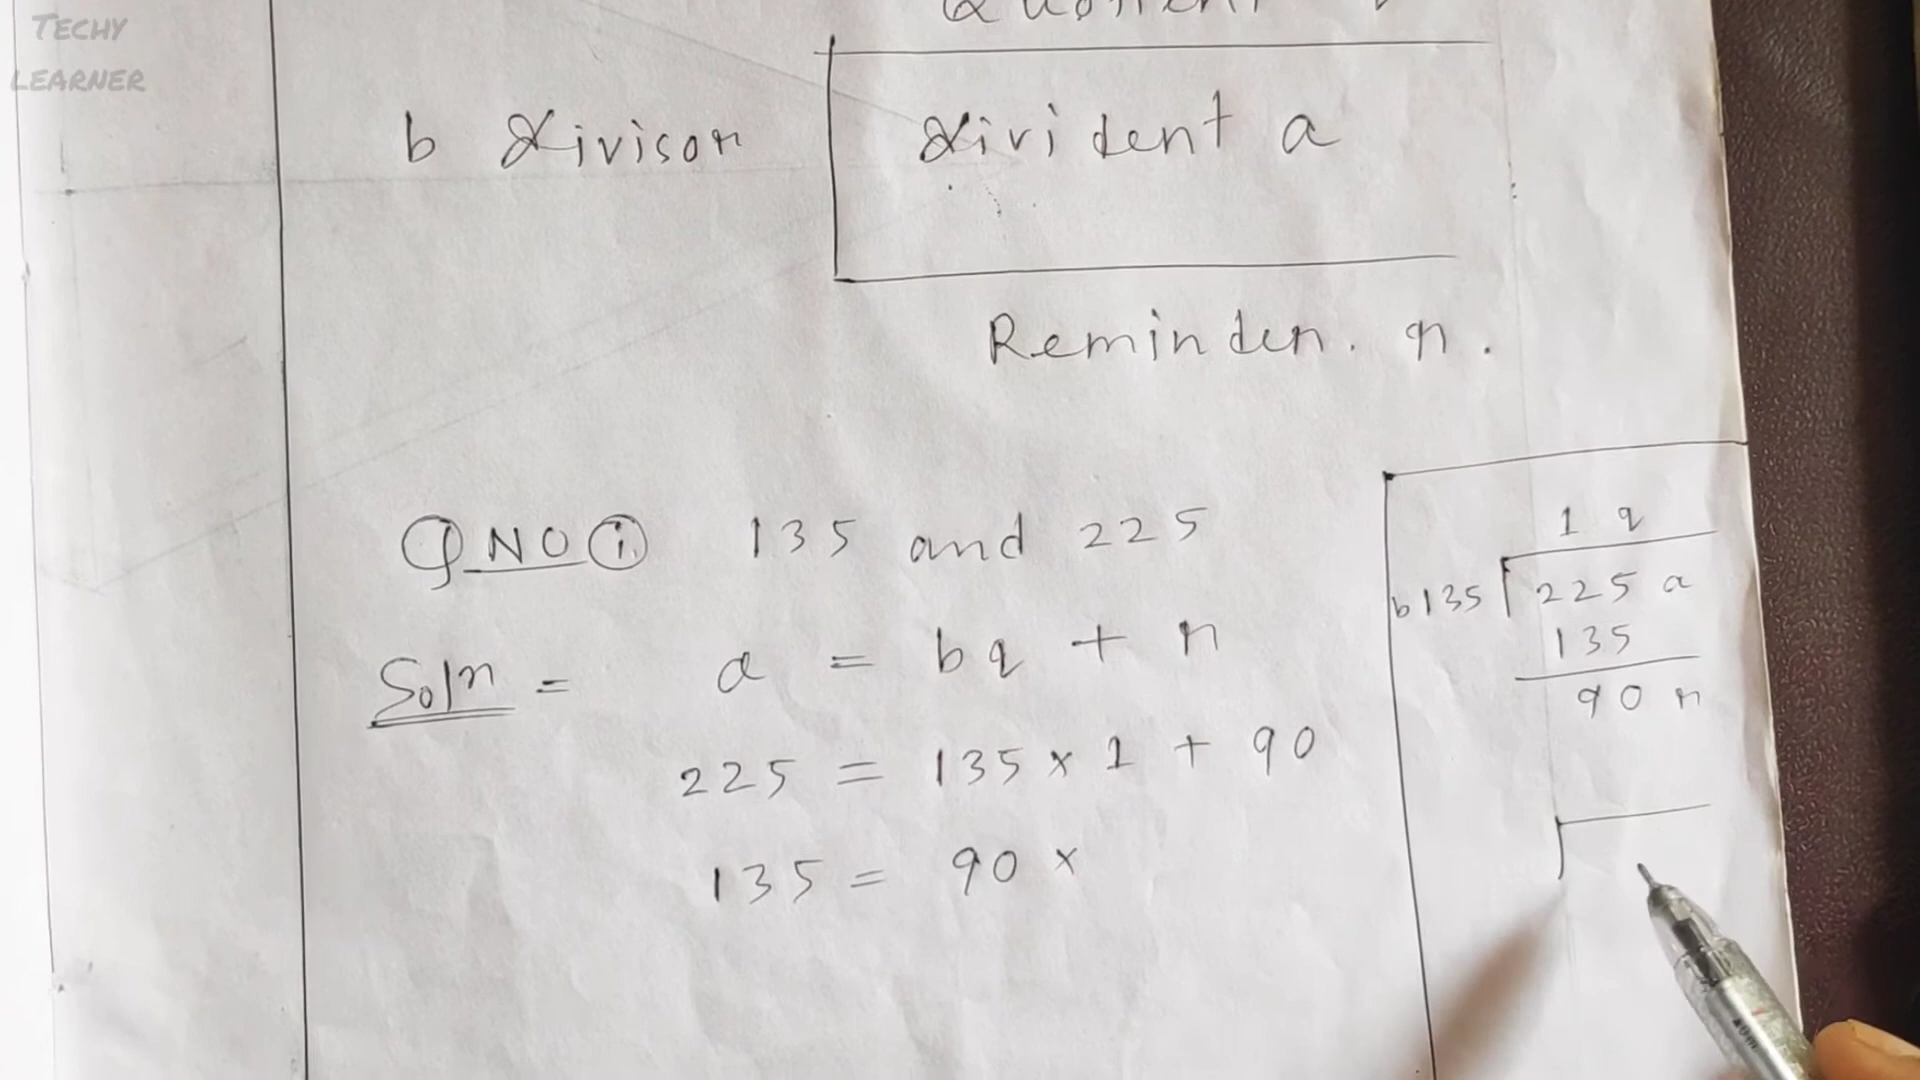 TECHY
LEARNER
b Divisor
Divident a
Reminder. r.
Q NO i. 135 and 225
Soln = a = bq + r
225 = 135 × 1 + 90
135 = 90 ×
1 q
b 135 225 a
135
90 r